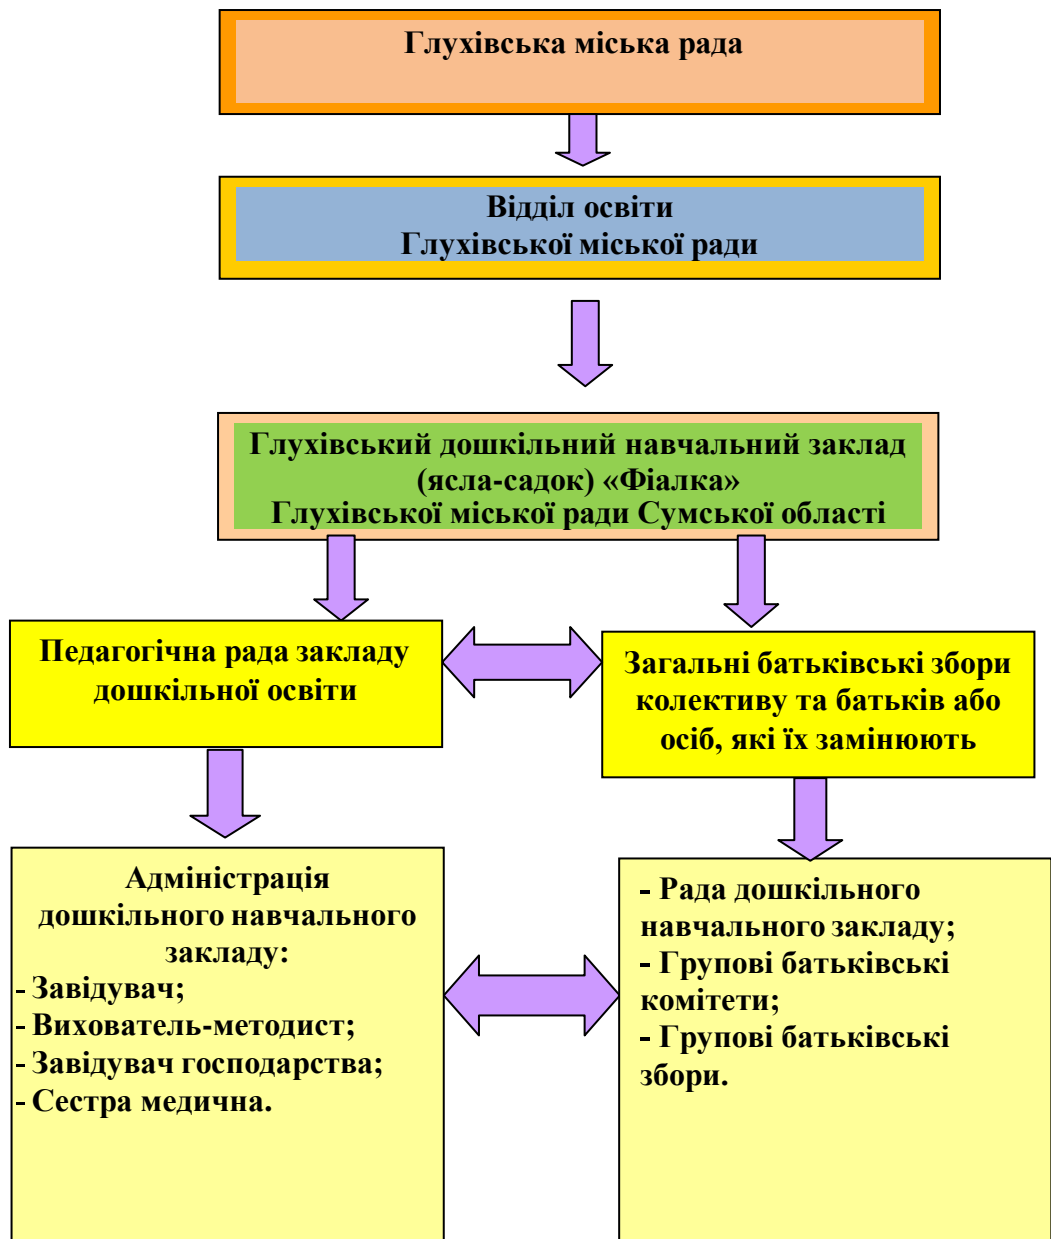 Глухівська міська рада
Відділ освіти
Глухівської міської ради
Глухівський дошкільний навчальний заклад
(ясла-садок) «Фіалка»
Глухівської міської ради Сумської області
Педагогічна рада закладу
дошкільної освіти
Загальні батьківські збори
колективу та батьків або
осіб, які їх замінюють
Адміністрація
дошкільного навчального
закладу:
- Завідувач;
- Вихователь-методист;
- Завідувач господарства;
- Сестра медична.
- Рада дошкільного
навчального закладу;
- Групові батьківські
комітети;
- Групові батьківські
збори.